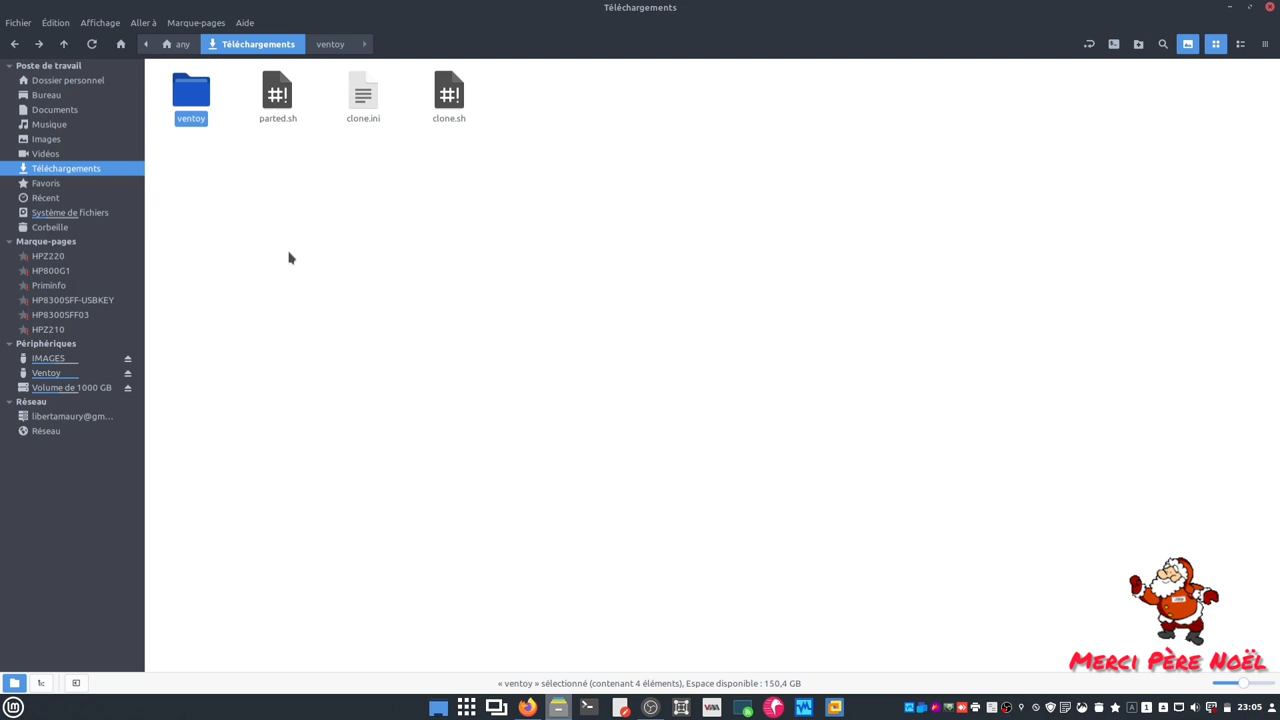 Téléchargements
Fichier Édition Affichage Aller à Marque-pages Aide
any Téléchargements ventoy
Poste de travail
Dossier personnel
Bureau
Documents
Musique
Images
Vidéos
Téléchargements
Favoris
Récent
Système de fichiers
Corbeille
Marque-pages
HPZ220
HP800G1
Priminfo
HP8300SFF-USBKEY
HP8300SFF03
HPZ210
Périphériques
IMAGES
Ventoy
Volume de 1000 GB
Réseau
libertamaury@gm...
Réseau
#! #!
ventoy parted.sh clone.ini clone.sh
Merci Père Noël
« ventoy » sélectionné (contenant 4 éléments), Espace disponible : 150,4 GB
23:05